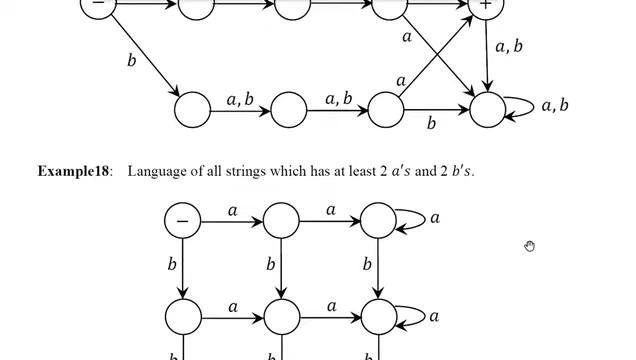 −
+
a
a, b
b
a
a, b
a, b
b
a, b
Example18: Language of all strings which has at least 2 a's and 2 b's.
−
a
a
a
b
b
b
a
a
a
b
b
b